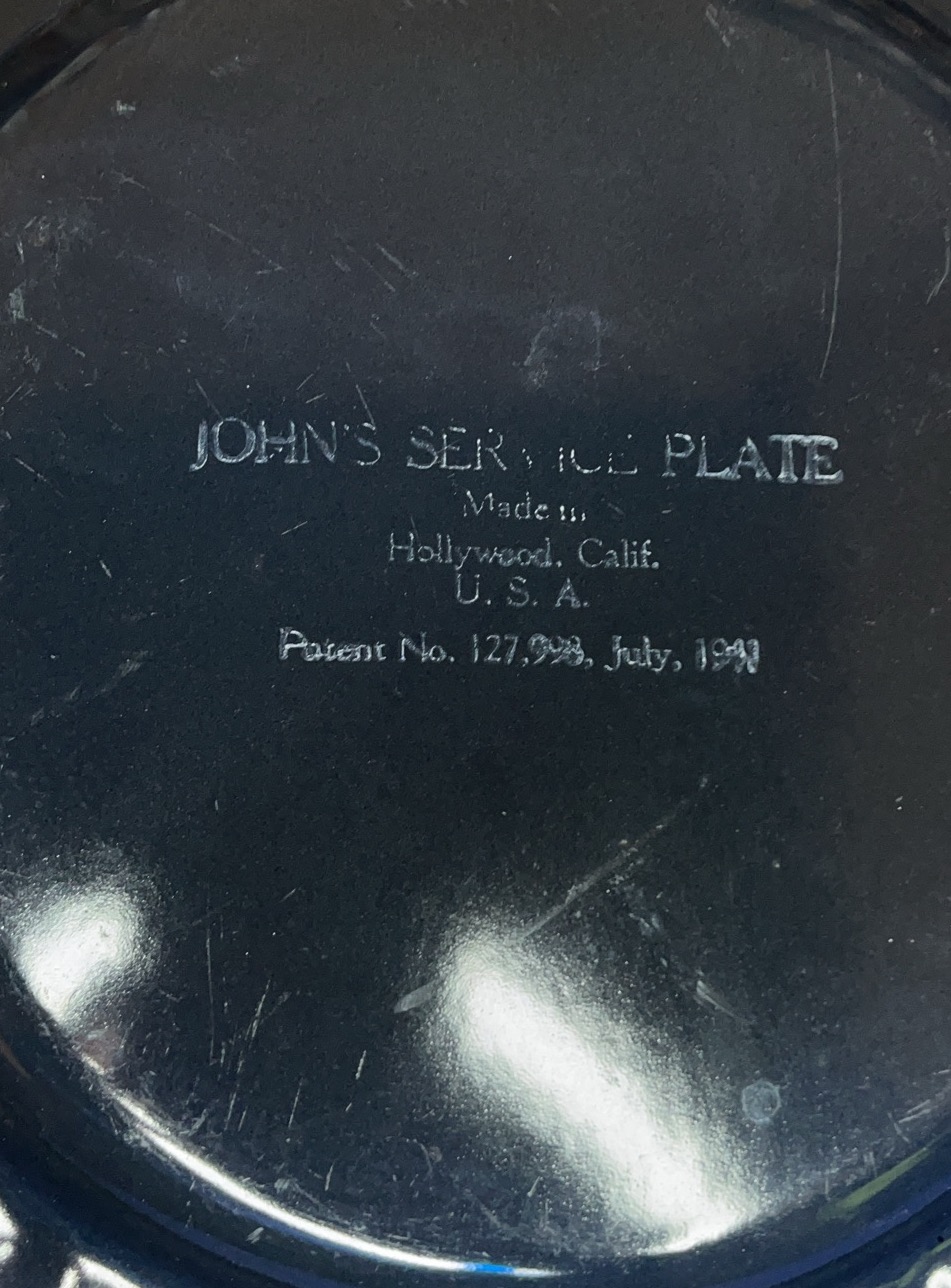 JOHN'S SERVICE PLATE
Made in
Hollywood, Calif.
U. S. A.
Patent No. 127,998, July, 1941